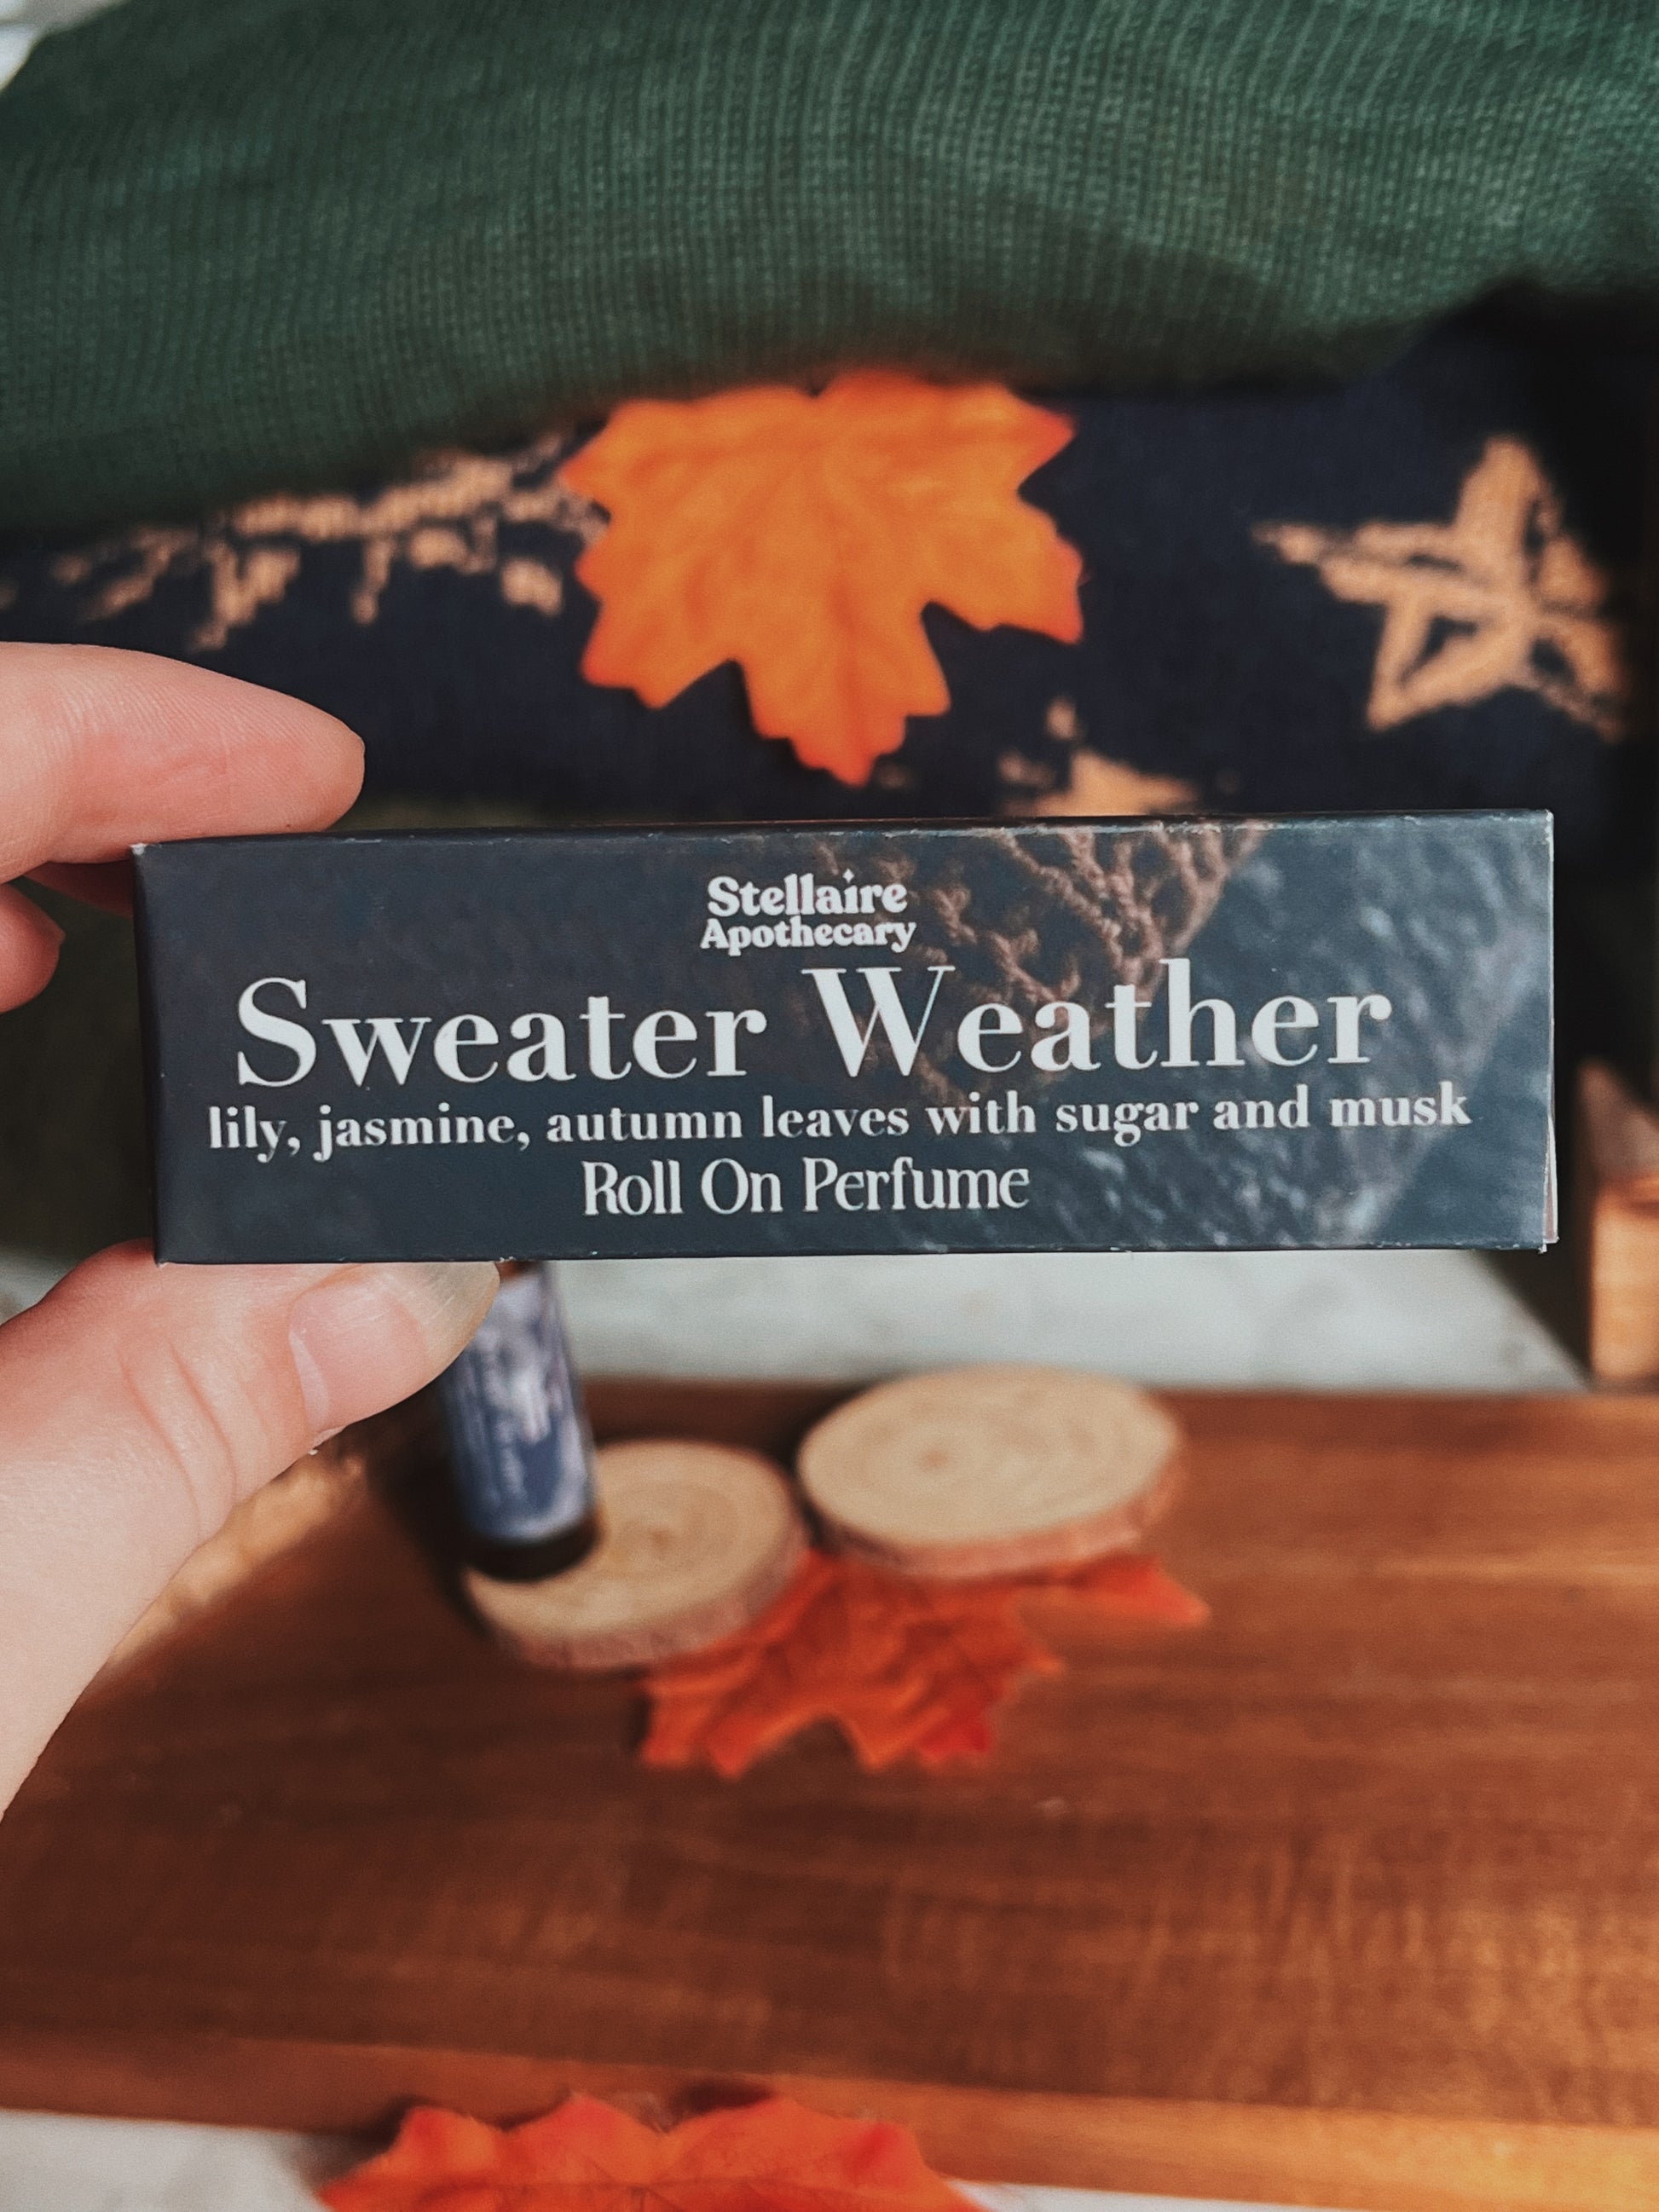 Stellaire
Apothecary
Sweater Weather
lily, jasmine, autumn leaves with sugar and musk
Roll On Perfume